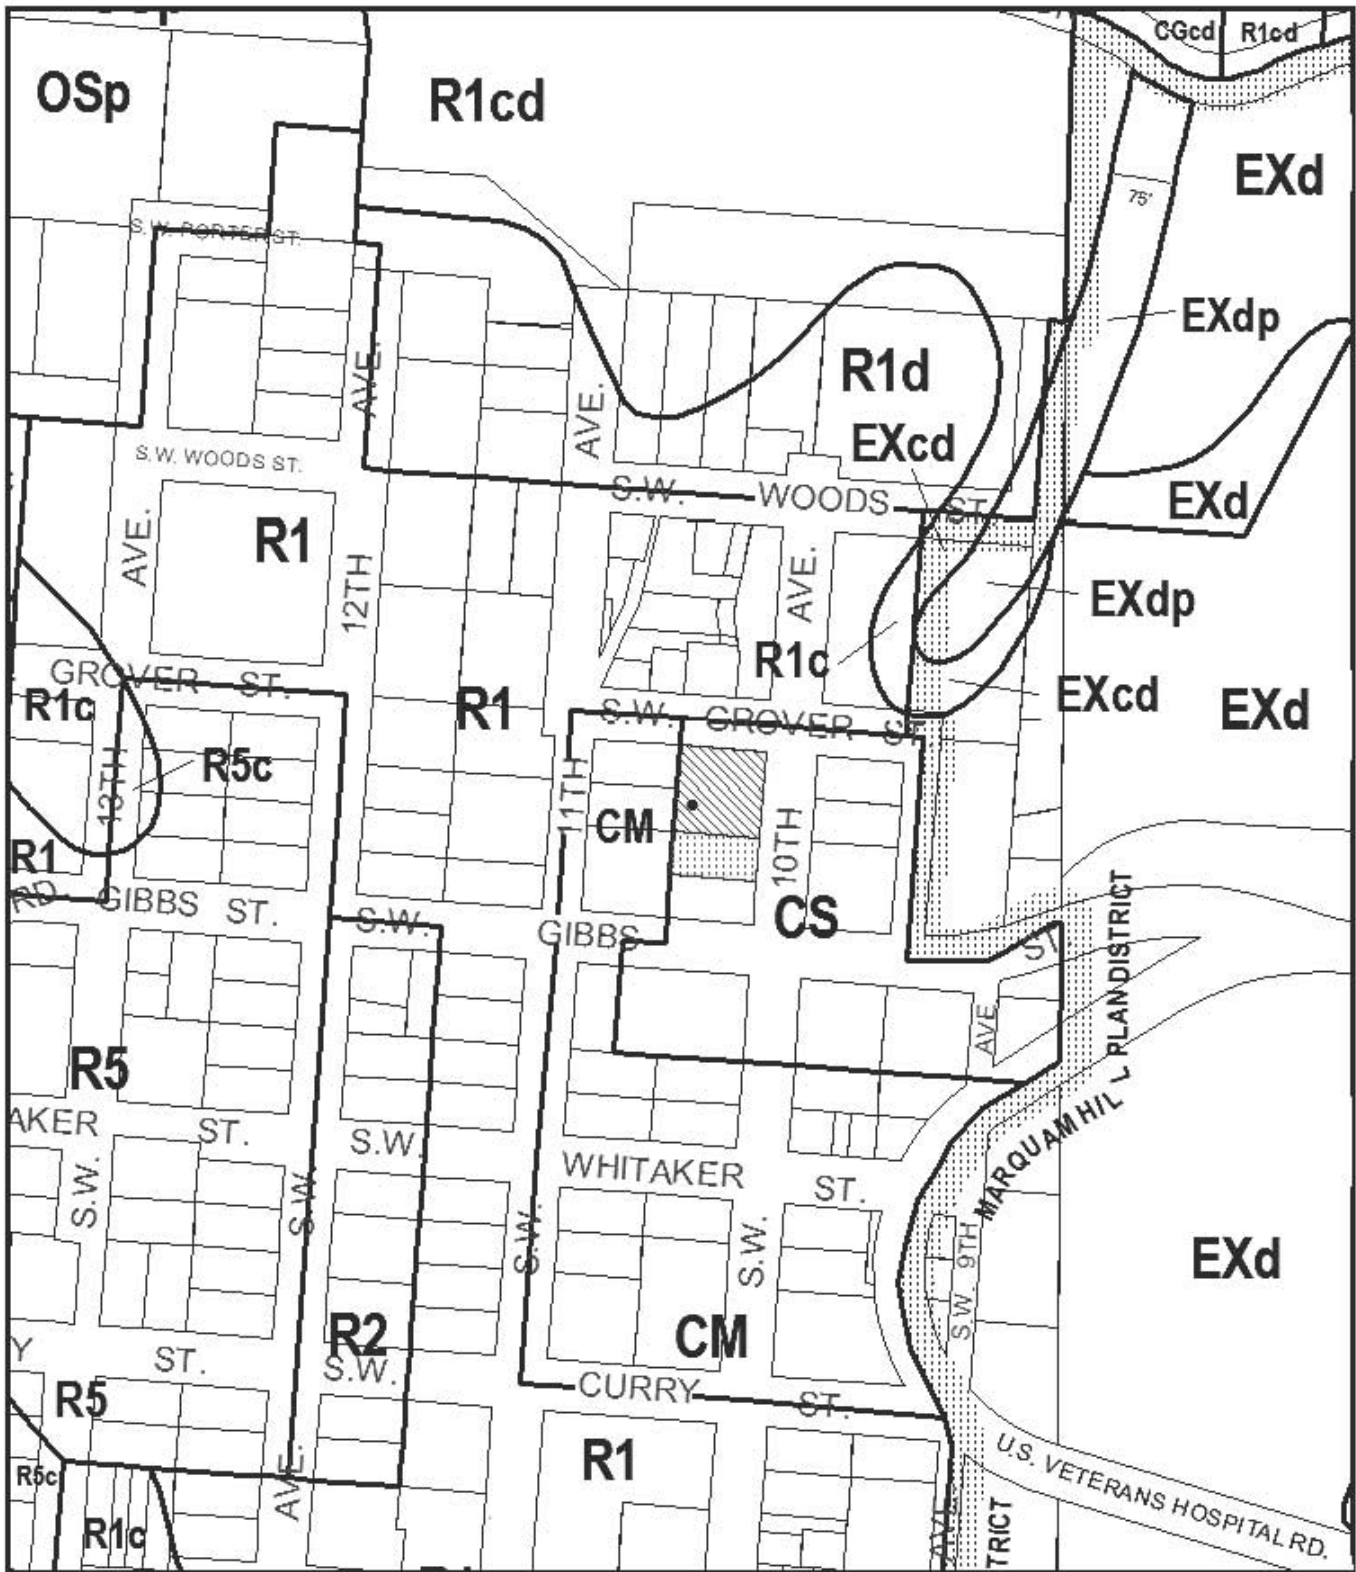 CGcd
R1cd
OSp
R1cd
EXd
75'
S.W. PORTER ST.
EXdp
AVE.
R1d
AVE.
EXcd
S.W. WOODS ST.
S.W. WOODS ST.
EXd
AVE.
R1
12TH
AVE.
EXdp
R1c
GROVER ST.
R1c
R1
EXcd
EXd
S.W. GROVER ST.
13TH
R5c
11TH
CM
10TH
R1
RD.
GIBBS ST.
S.W.
GIBBS
CS
ST.
AVE.
MARQUAM HILL PLAN DISTRICT
R5
AKER ST.
S.W.
WHITAKER ST.
S.W.
S.W.
S.W.
S.W.
S.W. 9TH
EXd
R2
CM
Y ST.
S.W.
CURRY ST.
R5
R1
U.S. VETERANS HOSPITAL RD.
R5c
AVE.
R1c
AVE.
TRICT